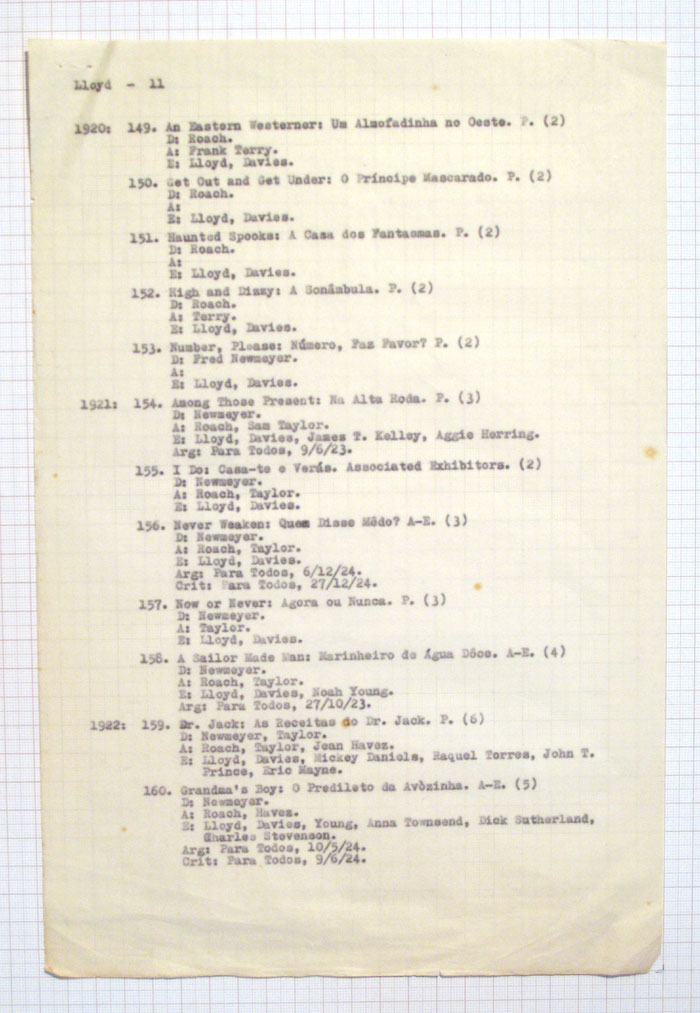 Lloyd - 11
1920: 149. An Eastern Westerner: Um Almofadinha no Oeste. P. (2)
D: Roach.
A: Frank Terry.
E: Lloyd, Davies.
150. Get Out and Get Under: O Príncipe Mascarado. P. (2)
D: Roach.
A:
E: Lloyd, Davies.
151. Haunted Spooks: A Casa dos Fantasmas. P. (2)
D: Roach.
A:
E: Lloyd, Davies.
152. High and Dizzy: A Sonâmbula. P. (2)
D: Roach.
A: Terry.
E: Lloyd, Davies.
153. Number, Please: Número, Faz Favor? P. (2)
D: Fred Newmeyer.
A:
E: Lloyd, Davies.
1921: 154. Among Those Present: Na Alta Roda. P. (3)
D: Newmeyer.
A: Roach, Sam Taylor.
E: Lloyd, Davies, James T. Kelley, Aggie Herring.
Arg: Para Todos, 9/6/23.
155. I Do: Casa-te e Verás. Associated Exhibitors. (2)
D: Newmeyer.
A: Roach, Taylor.
E: Lloyd, Davies.
156. Never Weaken: Quem Disse Mêdo? A-E. (3)
D: Newmeyer.
A: Roach, Taylor.
E: Lloyd, Davies.
Arg: Para Todos, 6/12/24.
Crit: Para Todos, 27/12/24.
157. Now or Never: Agora ou Nunca. P. (3)
D: Newmeyer.
A: Taylor.
E: Lloyd, Davies.
158. A Sailor Made Man: Marinheiro de Água Dôce. A-E. (4)
D: Newmeyer.
A: Roach, Taylor.
E: Lloyd, Davies, Noah Young.
Arg: Para Todos, 27/10/23.
1922: 159. Dr. Jack: As Receitas do Dr. Jack. P. (6)
D: Newmeyer, Taylor.
A: Roach, Taylor, Jean Havez.
E: Lloyd, Davies, Mickey Daniels, Raquel Torres, John T.
Prince, Eric Mayne.
160. Grandma's Boy: O Predileto da Avòzinha. A-E. (5)
D: Newmeyer.
A: Roach, Havez.
E: Lloyd, Davies, Young, Anna Townsend, Dick Sutherland,
Charles Stevenson.
Arg: Para Todos, 10/5/24.
Crit: Para Todos, 9/6/24.